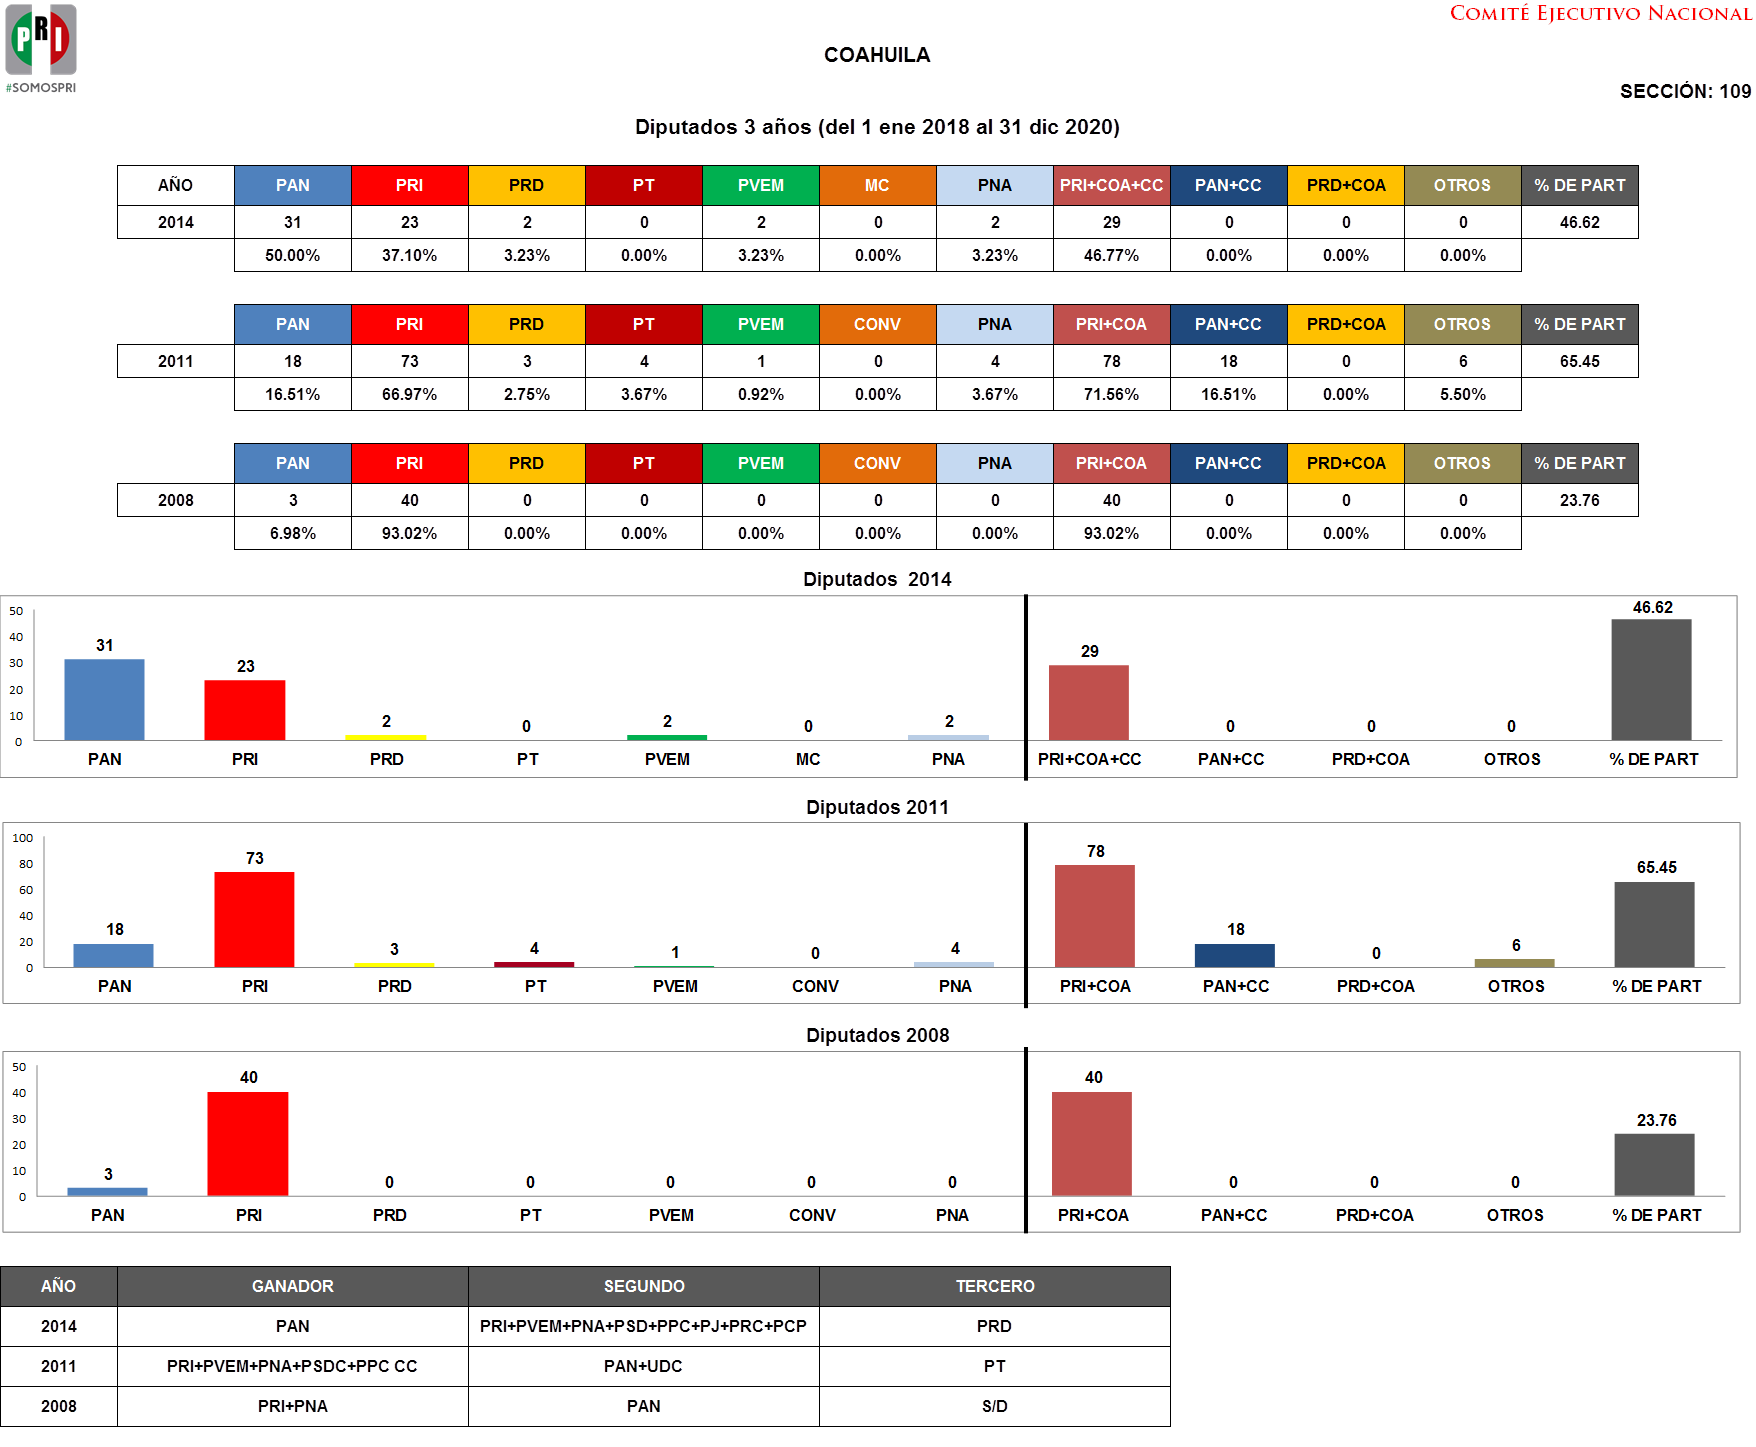 COMITÉ EJECUTIVO NACIONAL
PRI
#SOMOSPRI
COAHUILA
SECCIÓN: 109
Diputados 3 años (del 1 ene 2018 al 31 dic 2020)
AÑO PAN PRI PRD PT PVEM MC PNA PRI+COA+CC PAN+CC PRD+COA OTROS % DE PART
2014 31 23 2 0 2 0 2 29 0 0 0 46.62
50.00% 37.10% 3.23% 0.00% 3.23% 0.00% 3.23% 46.77% 0.00% 0.00% 0.00%
PAN PRI PRD PT PVEM CONV PNA PRI+COA PAN+CC PRD+COA OTROS % DE PART
2011 18 73 3 4 1 0 4 78 18 0 6 65.45
16.51% 66.97% 2.75% 3.67% 0.92% 0.00% 3.67% 71.56% 16.51% 0.00% 5.50%
PAN PRI PRD PT PVEM CONV PNA PRI+COA PAN+CC PRD+COA OTROS % DE PART
2008 3 40 0 0 0 0 0 40 0 0 0 23.76
6.98% 93.02% 0.00% 0.00% 0.00% 0.00% 0.00% 93.02% 0.00% 0.00% 0.00%
Diputados 2014
50
40
30
20
10
0
31 23 2 0 2 0 2 29 0 0 0 46.62
PAN PRI PRD PT PVEM MC PNA PRI+COA+CC PAN+CC PRD+COA OTROS % DE PART
Diputados 2011
100
80
60
40
20
0
18 73 3 4 1 0 4 78 18 0 6 65.45
PAN PRI PRD PT PVEM CONV PNA PRI+COA PAN+CC PRD+COA OTROS % DE PART
Diputados 2008
50
40
30
20
10
0
3 40 0 0 0 0 0 40 0 0 0 23.76
PAN PRI PRD PT PVEM CONV PNA PRI+COA PAN+CC PRD+COA OTROS % DE PART
AÑO GANADOR SEGUNDO TERCERO
2014 PAN PRI+PVEM+PNA+PSD+PPC+PJ+PRC+PCP PRD
2011 PRI+PVEM+PNA+PSDC+PPC CC PAN+UDC PT
2008 PRI+PNA PAN S/D